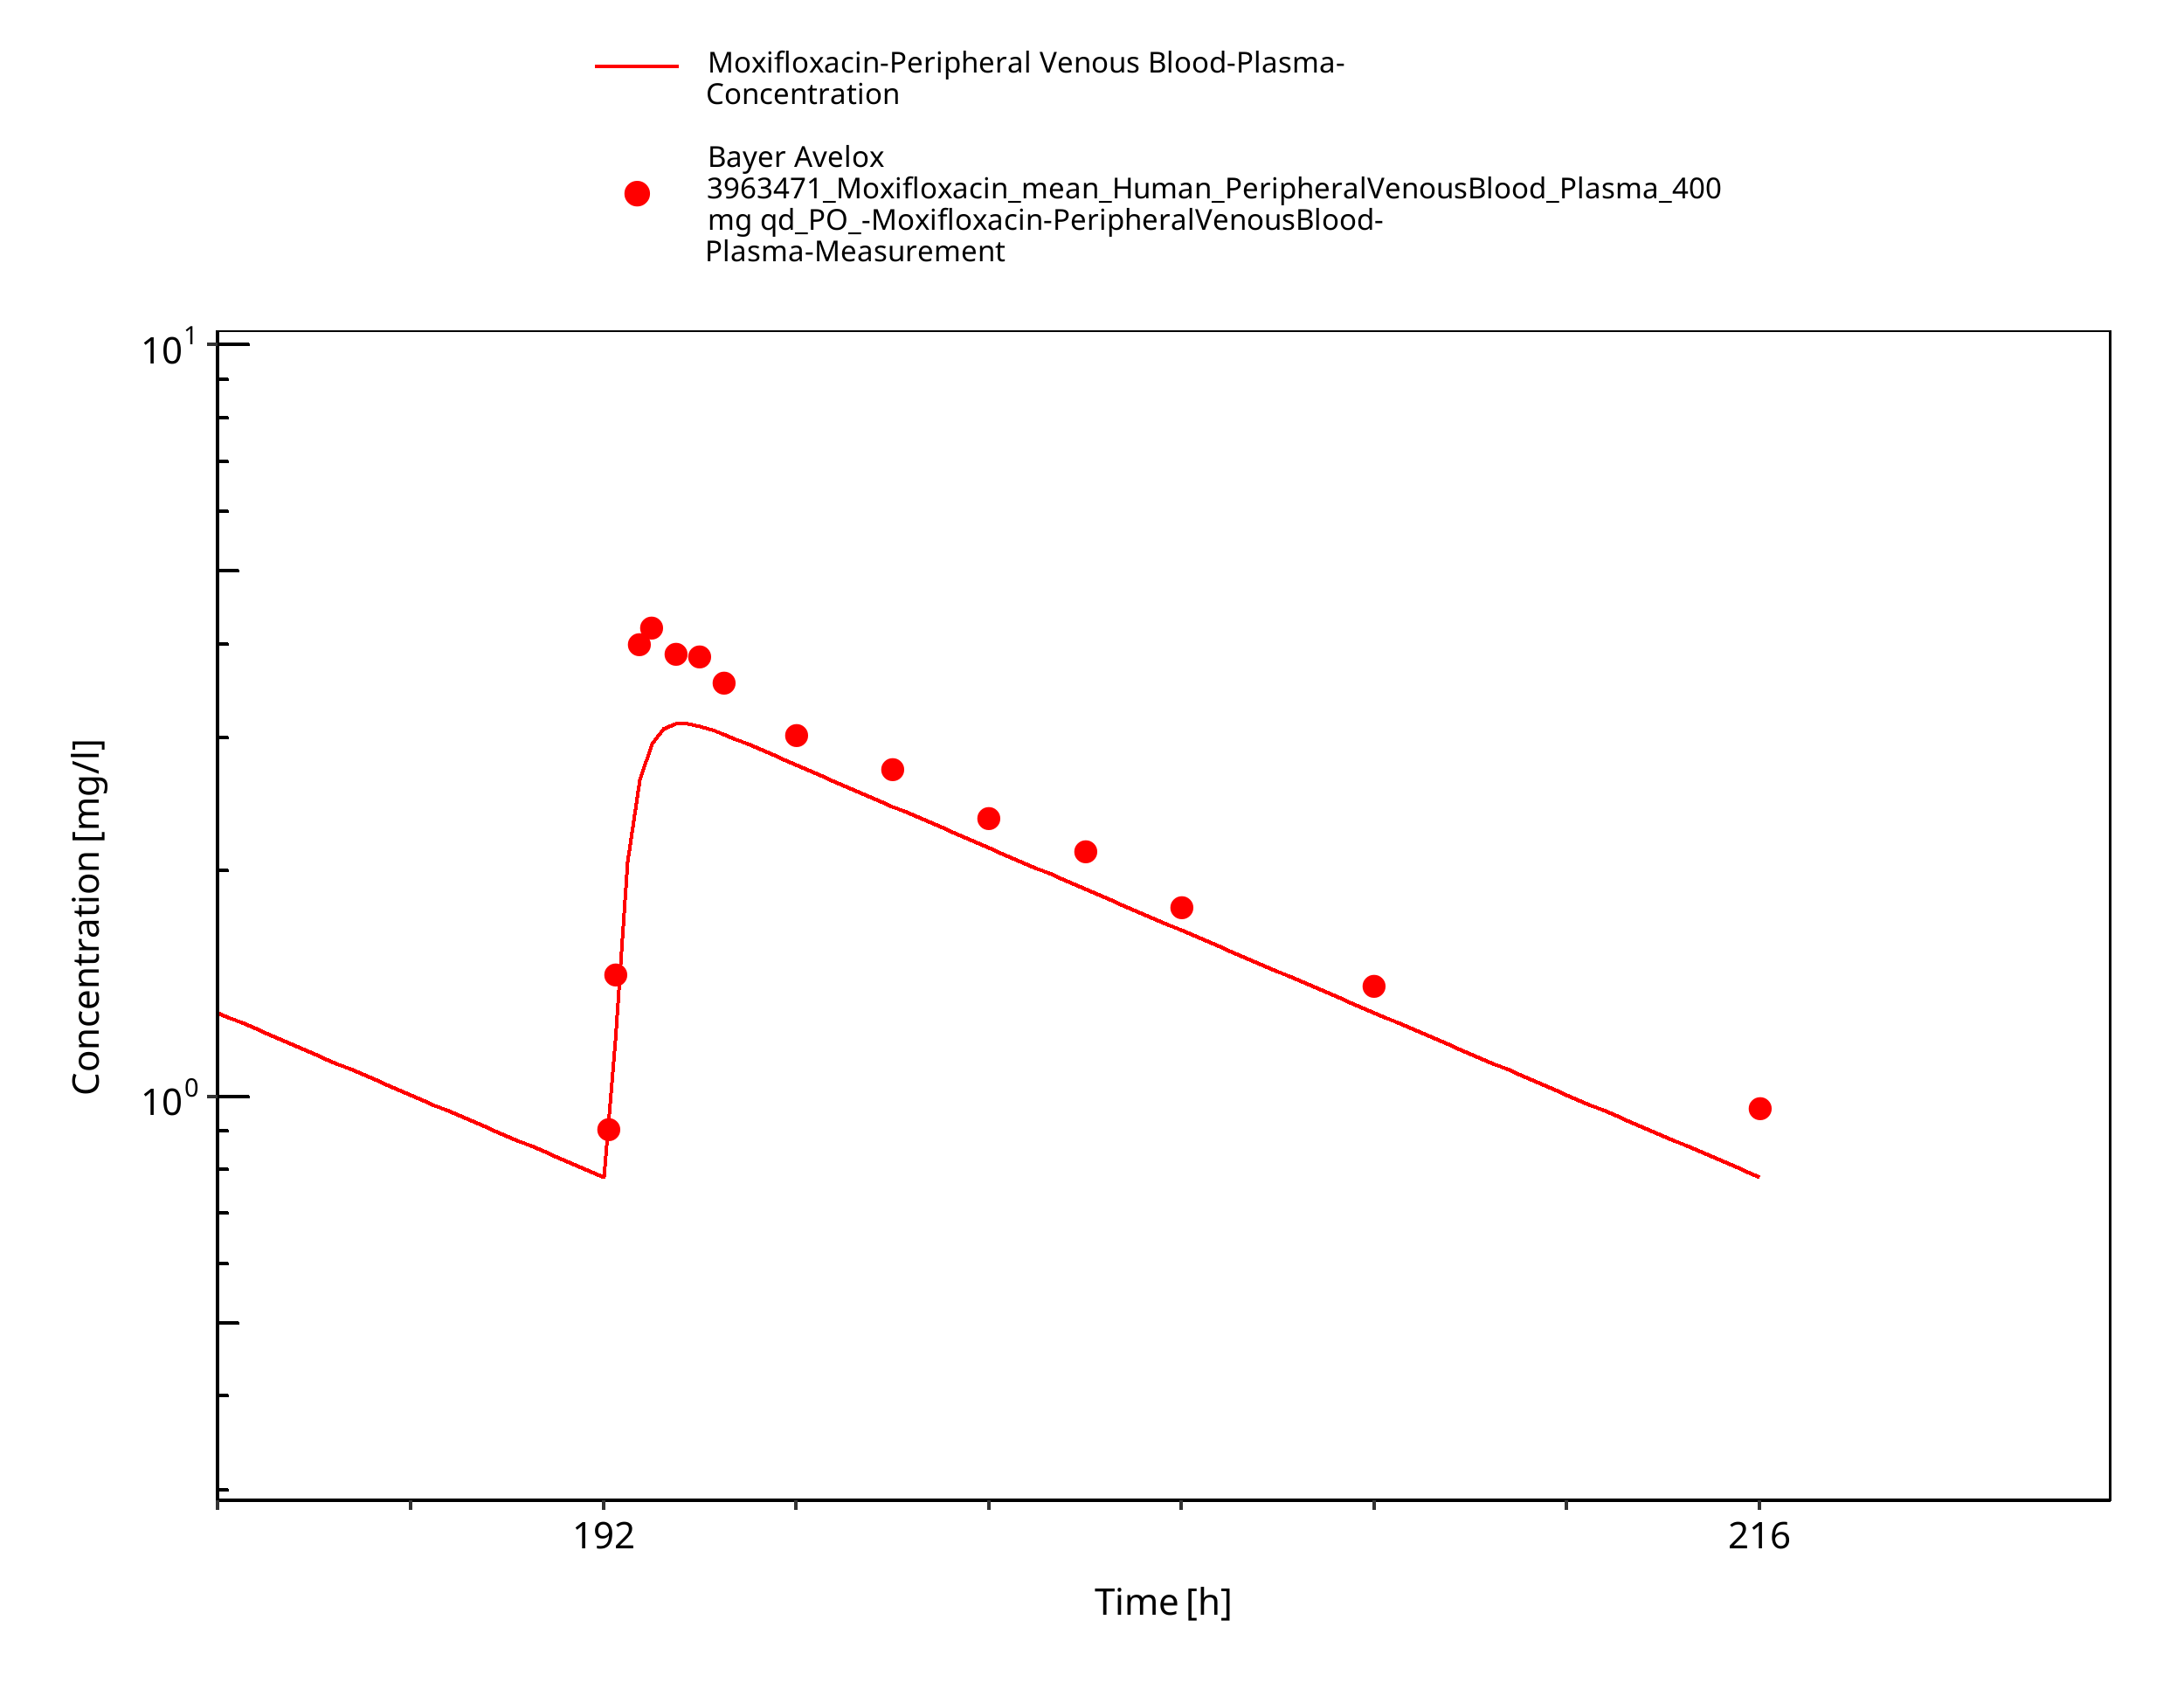 Moxifloxacin-Peripheral Venous Blood-Plasma-
Concentration
Bayer Avelox
3963471_Moxifloxacin_mean_Human_PeripheralVenousBlood_Plasma_400
mg qd_PO_-Moxifloxacin-PeripheralVenousBlood-
Plasma-Measurement
10¹
10⁰
Concentration [mg/l]
192
216
Time [h]